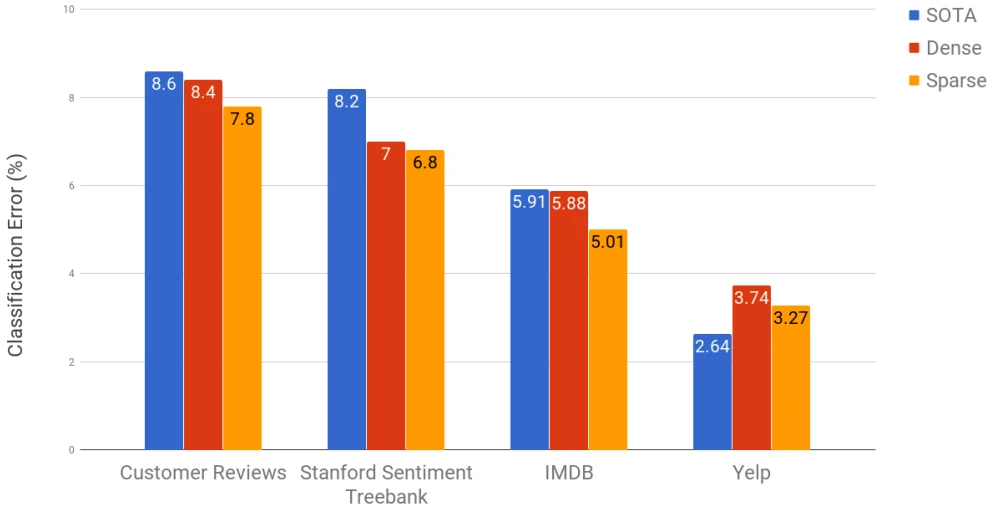 10
8
6
4
2
0
Classification Error (%)
8.6
8.4
7.8
8.2
7
6.8
5.91
5.88
5.01
2.64
3.74
3.27
Customer Reviews
Stanford Sentiment
Treebank
IMDB
Yelp
SOTA
Dense
Sparse